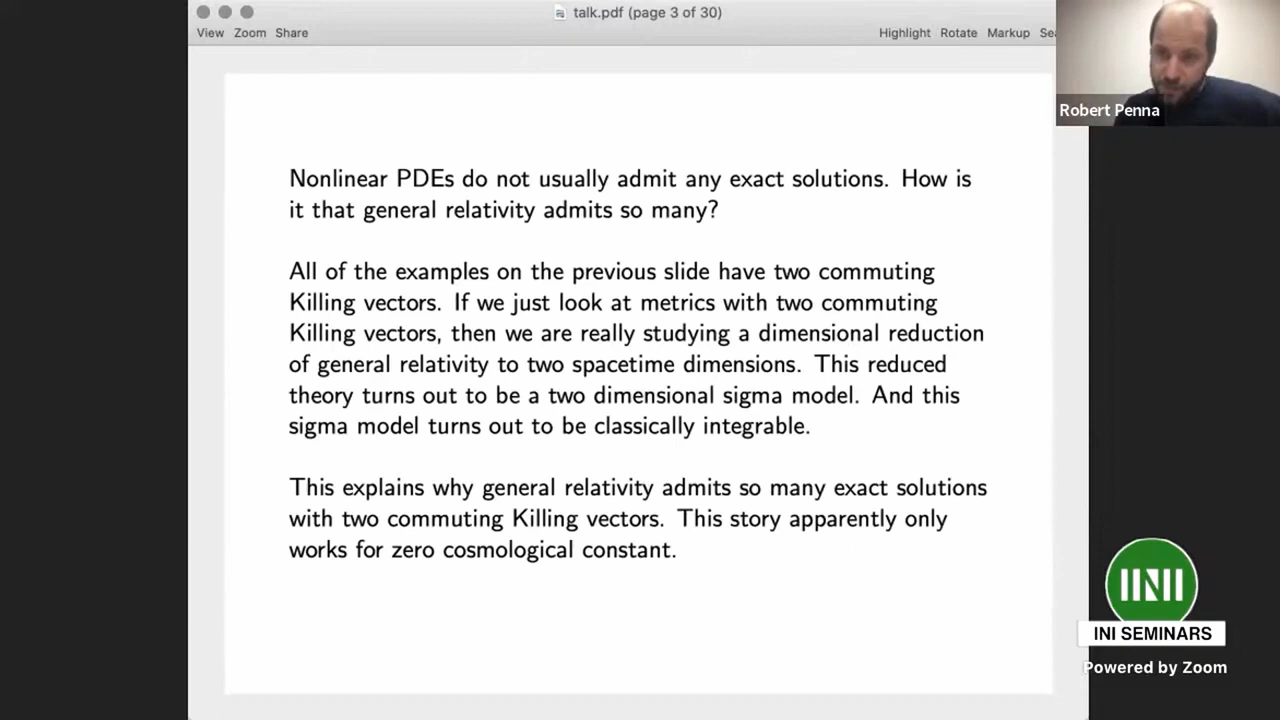 talk.pdf (page 3 of 30)
View Zoom Share
Highlight Rotate Markup
Robert Penna
Nonlinear PDEs do not usually admit any exact solutions. How is
it that general relativity admits so many?
All of the examples on the previous slide have two commuting
Killing vectors. If we just look at metrics with two commuting
Killing vectors, then we are really studying a dimensional reduction
of general relativity to two spacetime dimensions. This reduced
theory turns out to be a two dimensional sigma model. And this
sigma model turns out to be classically integrable.
This explains why general relativity admits so many exact solutions
with two commuting Killing vectors. This story apparently only
works for zero cosmological constant.
INI SEMINARS
Powered by Zoom